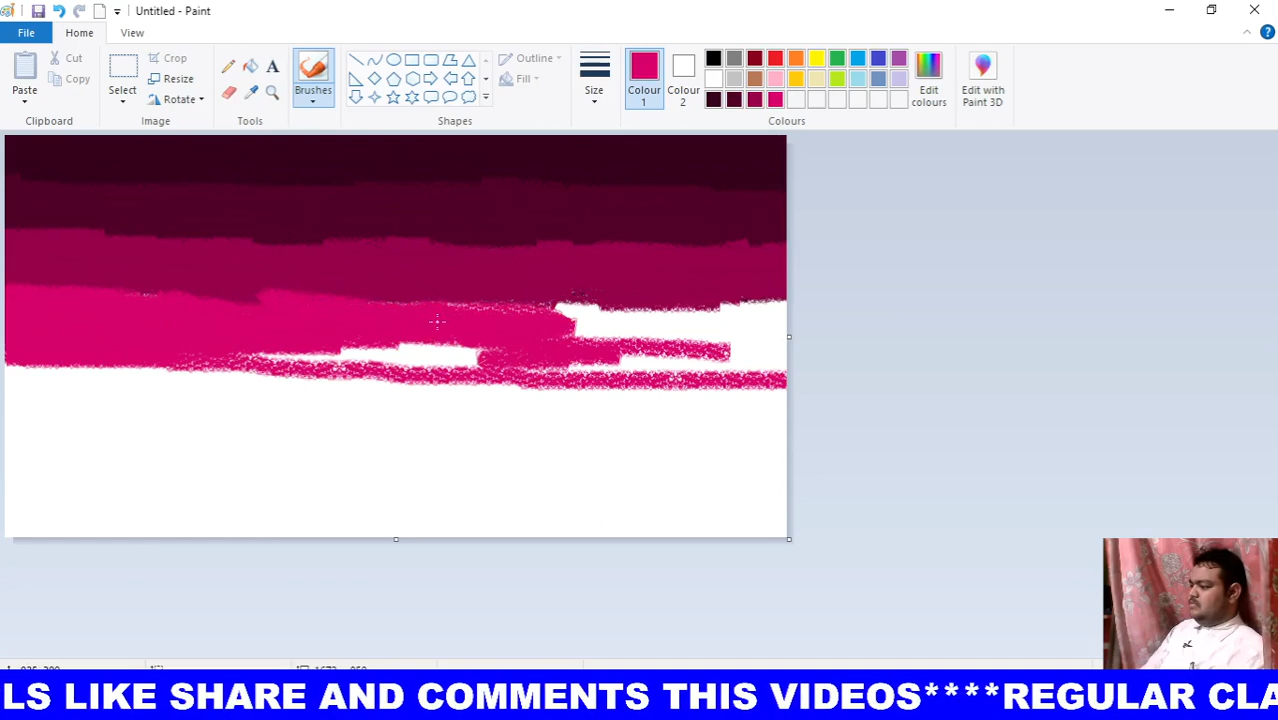 Untitled - Paint
File
Home
View
Paste
Cut
Copy
Clipboard
Select
Crop
Resize
Rotate
Image
A
Tools
Brushes
Outline
Fill
Shapes
Size
Colour
1
Colour
2
Edit
colours
Colours
Edit with
Paint 3D
LS LIKE SHARE AND COMMENTS THIS VIDEOS****REGULAR CLA